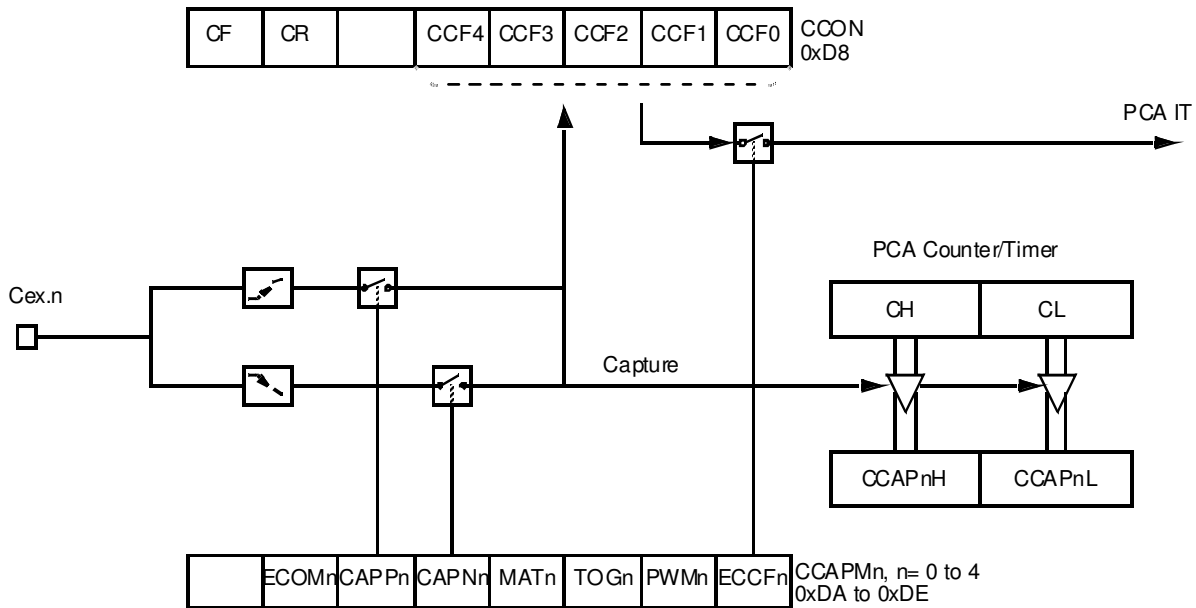 CF CR CCF4 CCF3 CCF2 CCF1 CCF0
CCON
0xD8
PCA IT
PCA Counter/Timer
Cex.n
CH CL
Capture
CCAPnH CCAPnL
ECOMn CAPPn CAPNn MATn TOGn PWMn ECCFn
CCAPMn, n= 0 to 4
0xDA to 0xDE